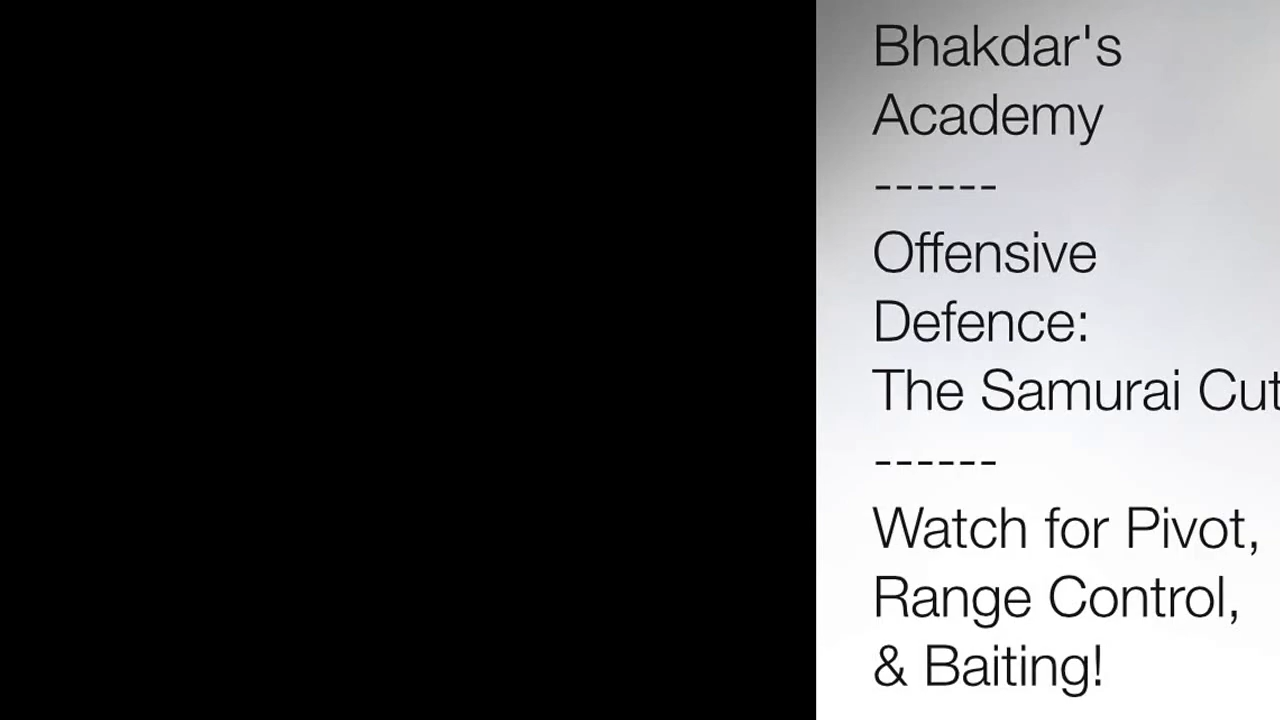 Bhakdar's
Academy
------
Offensive
Defence:
The Samurai Cut
------
Watch for Pivot,
Range Control,
& Baiting!